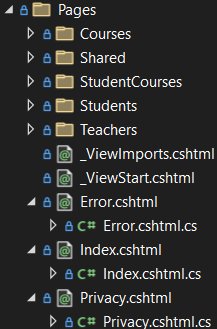 Pages
Courses
Shared
StudentCourses
Students
Teachers
_ViewImports.cshtml
_ViewStart.cshtml
Error.cshtml
C# Error.cshtml.cs
Index.cshtml
C# Index.cshtml.cs
Privacy.cshtml
C# Privacy.cshtml.cs